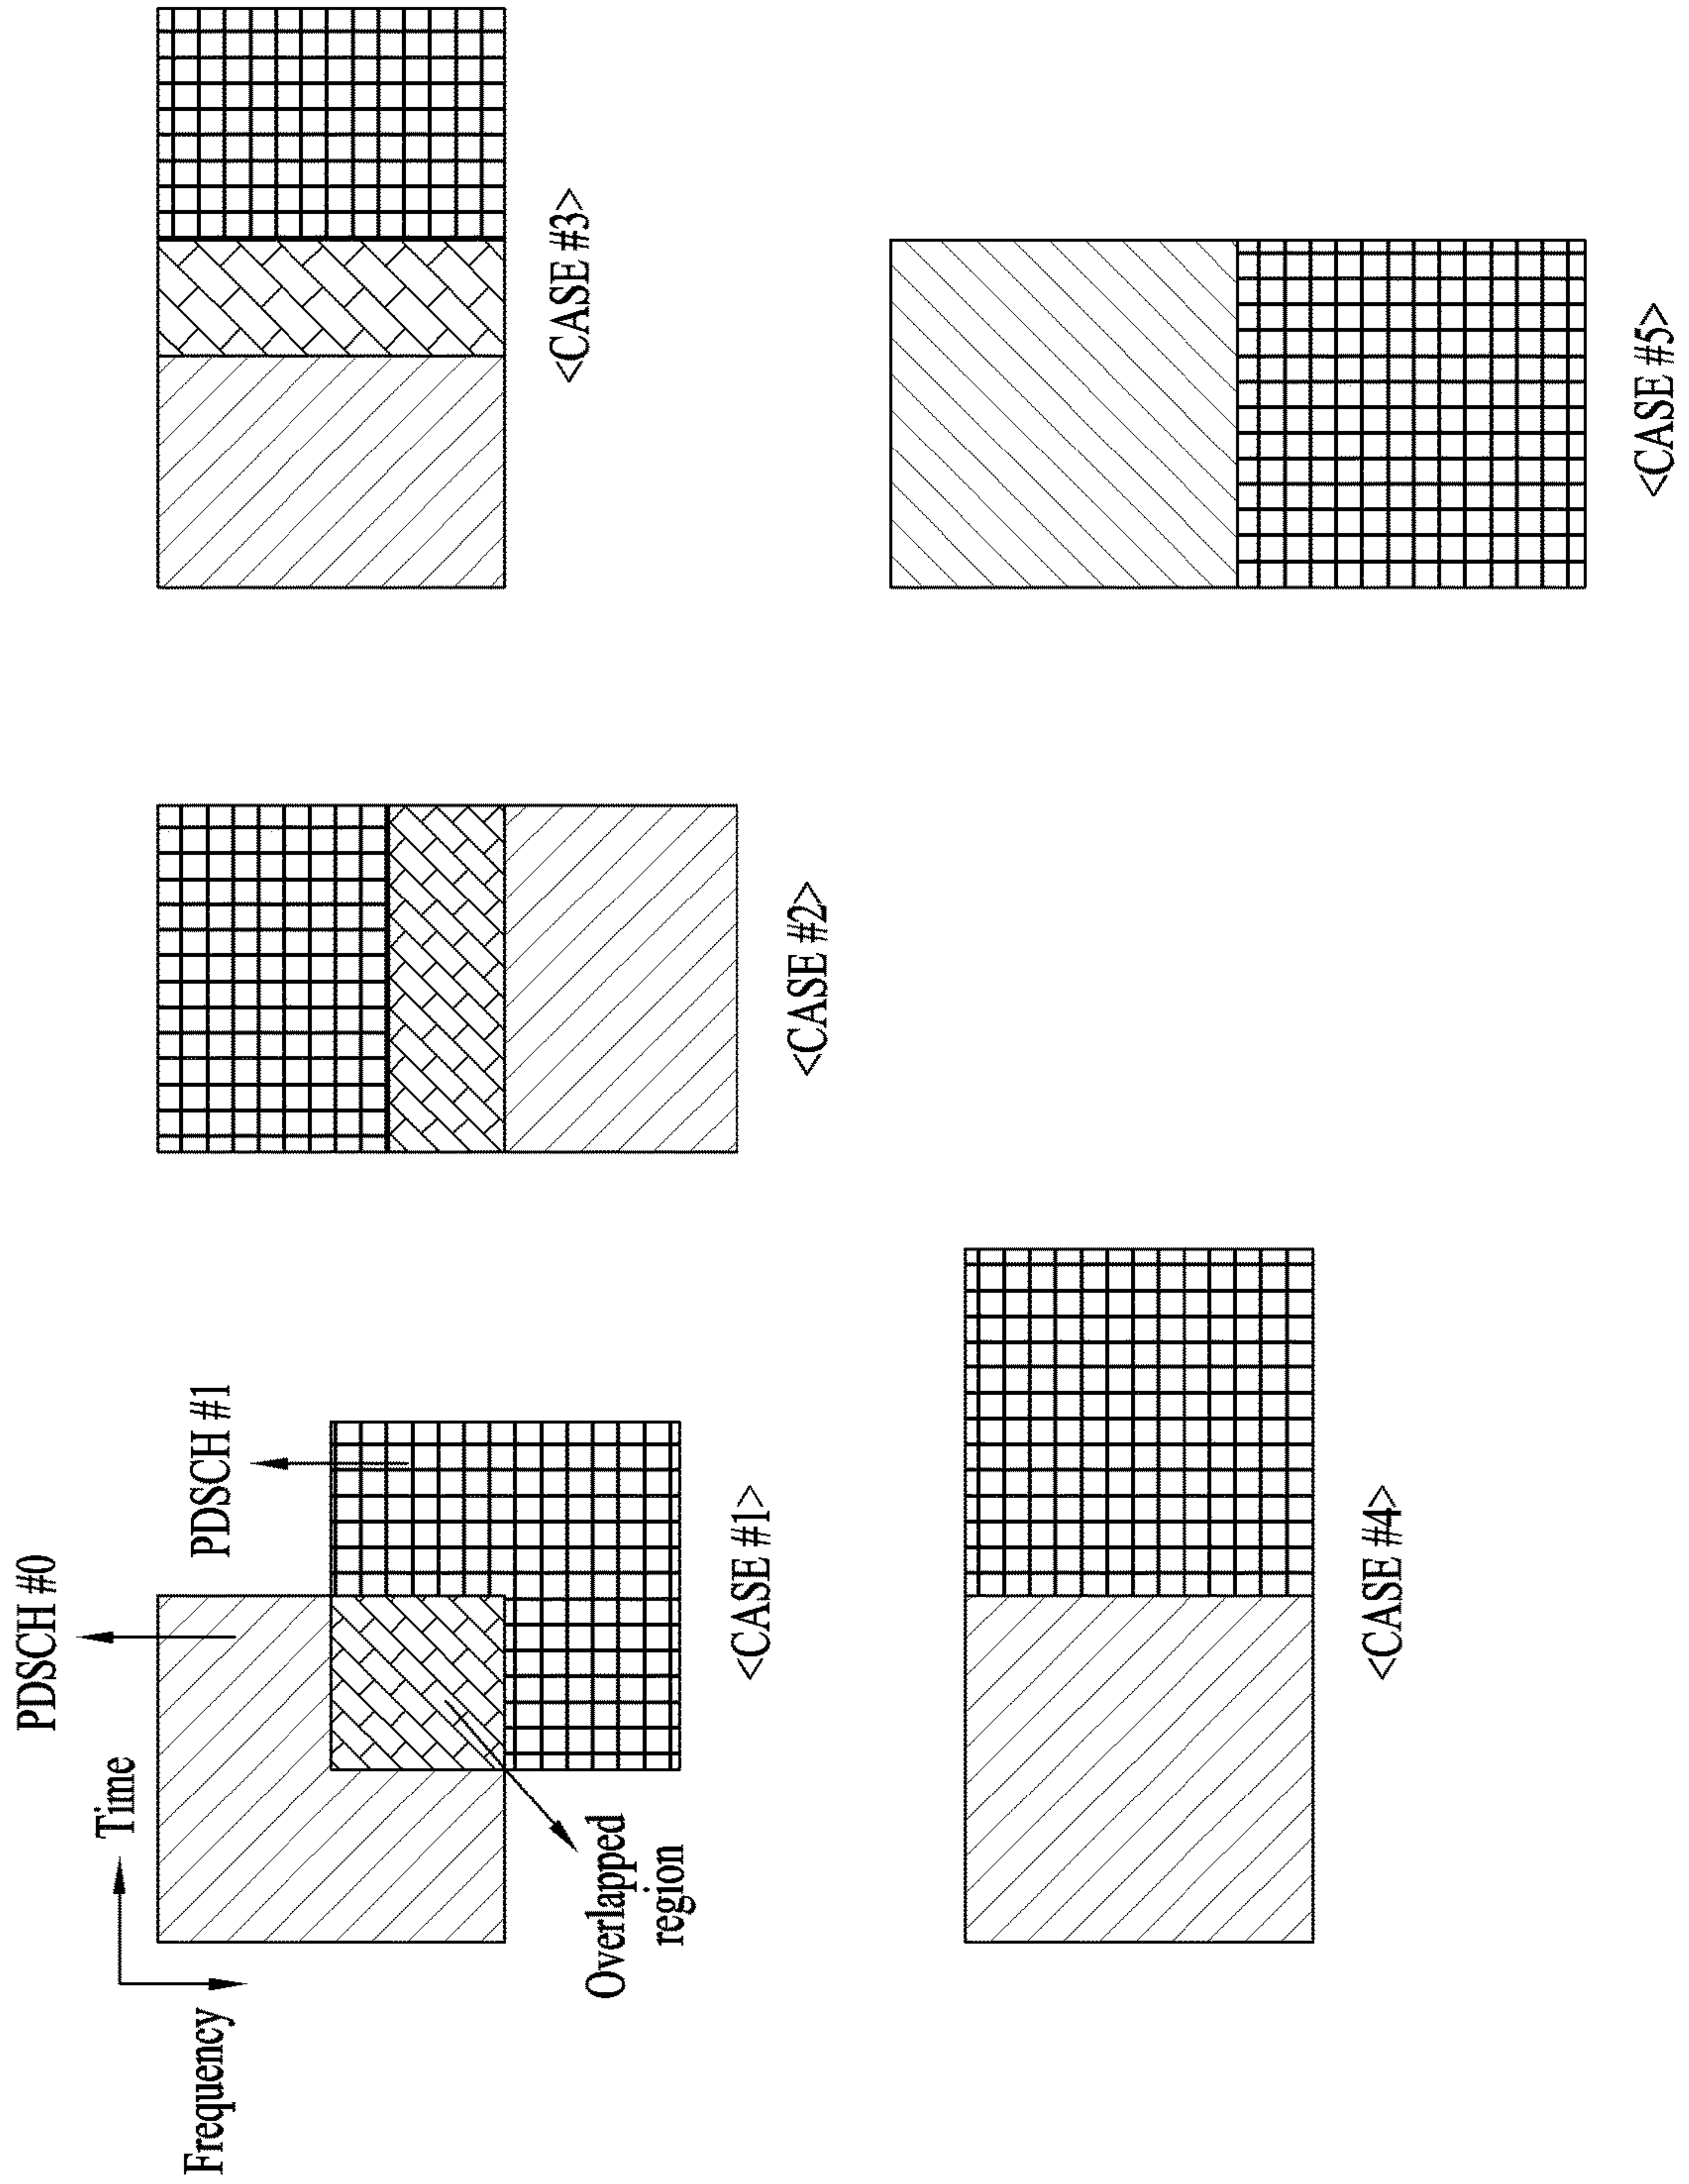 PDSCH #0
Time
Frequency
PDSCH #1
Overlapped
region
<CASE #1>
<CASE #2>
<CASE #3>
<CASE #4>
<CASE #5>